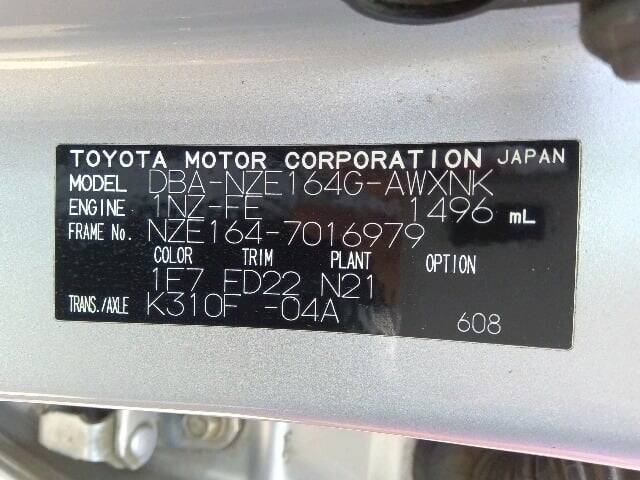 TOYOTA MOTOR CORPORATION JAPAN
MODEL DBA-NZE164G-AWXNK
ENGINE 1NZ-FE 1496 mL
FRAME No. NZE164-7016979
COLOR TRIM PLANT OPTION
1E7 FD22 N21
TRANS./AXLE K310F -04A
608